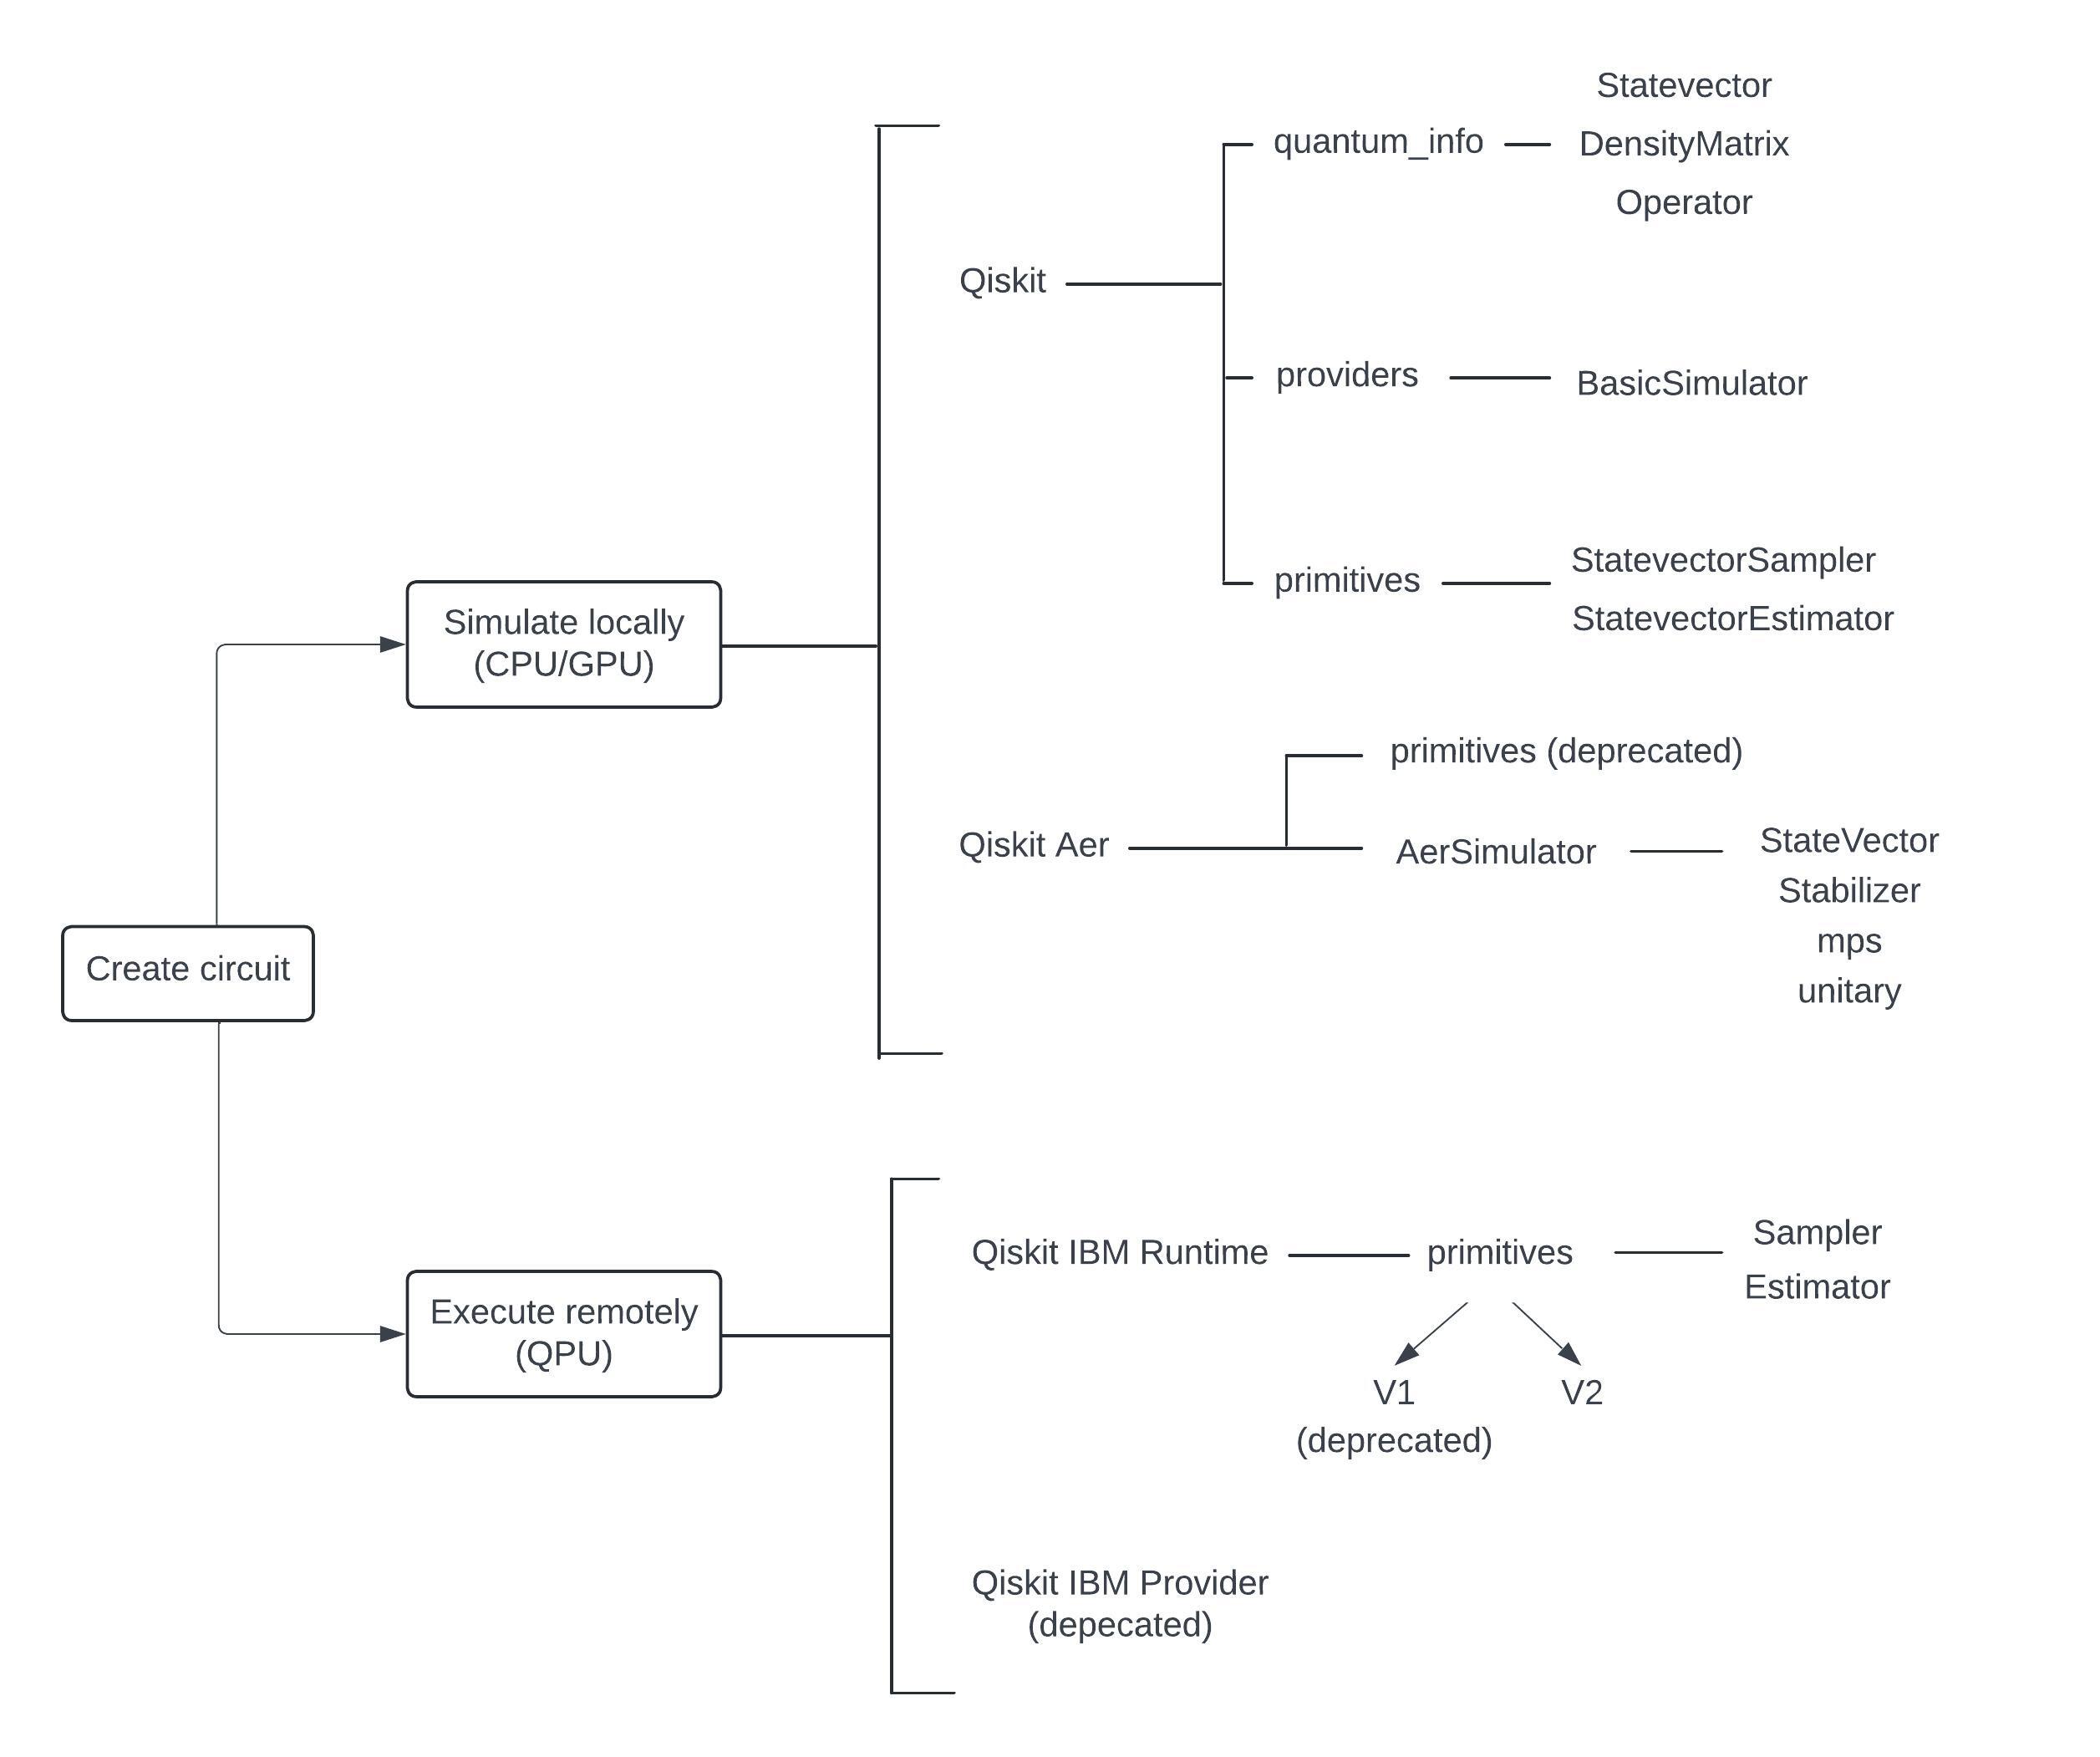 Statevector
quantum_info
DensityMatrix
Operator
Qiskit
providers
BasicSimulator
primitives
StatevectorSampler
StatevectorEstimator
Simulate locally
(CPU/GPU)
primitives (deprecated)
Qiskit Aer
AerSimulator
StateVector
Stabilizer
mps
unitary
Create circuit
Qiskit IBM Runtime
primitives
Sampler
Estimator
Execute remotely
(QPU)
V1
(deprecated)
V2
Qiskit IBM Provider
(depecated)